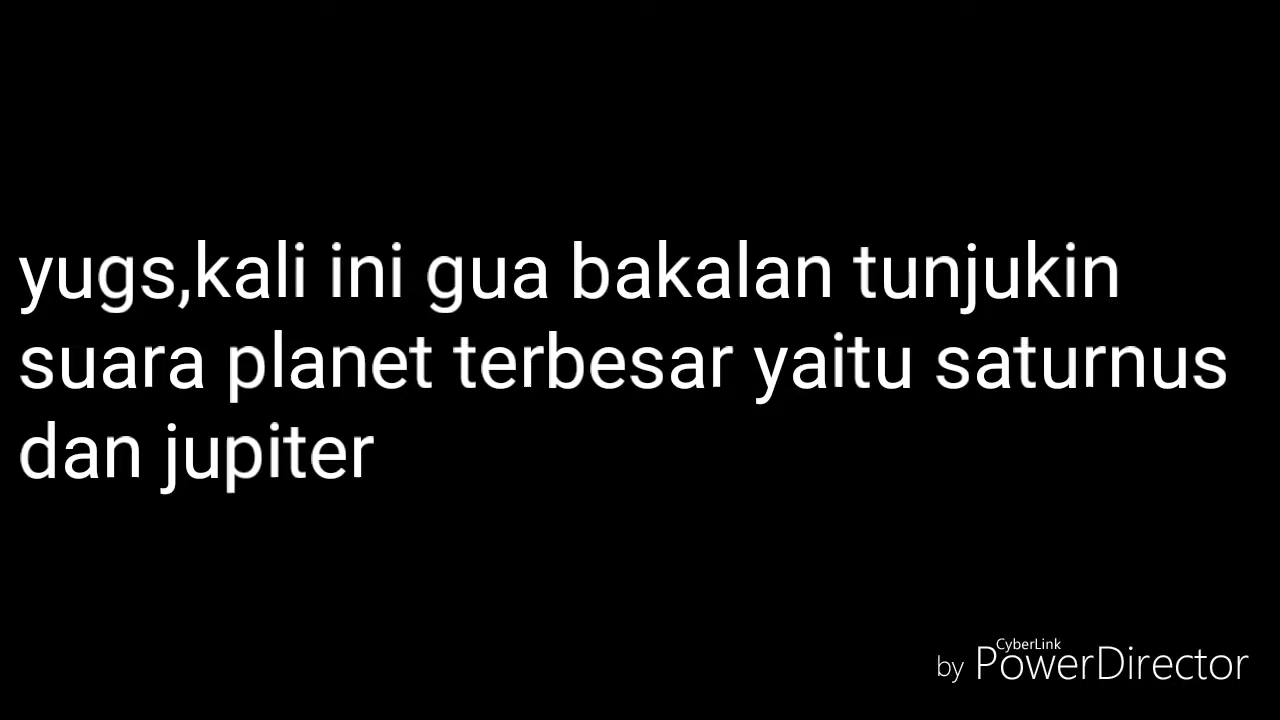 yugs,kali ini gua bakalan tunjukin
suara planet terbesar yaitu saturnus
dan jupiter
CyberLink
by PowerDirector